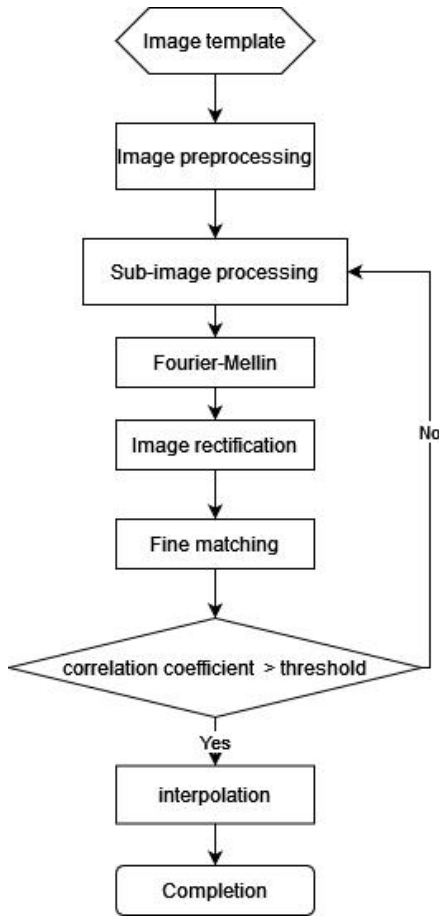 Image template
Image preprocessing
Sub-image processing
Fourier-Mellin
No
Image rectification
Fine matching
correlation coefficient > threshold
Yes
interpolation
Completion